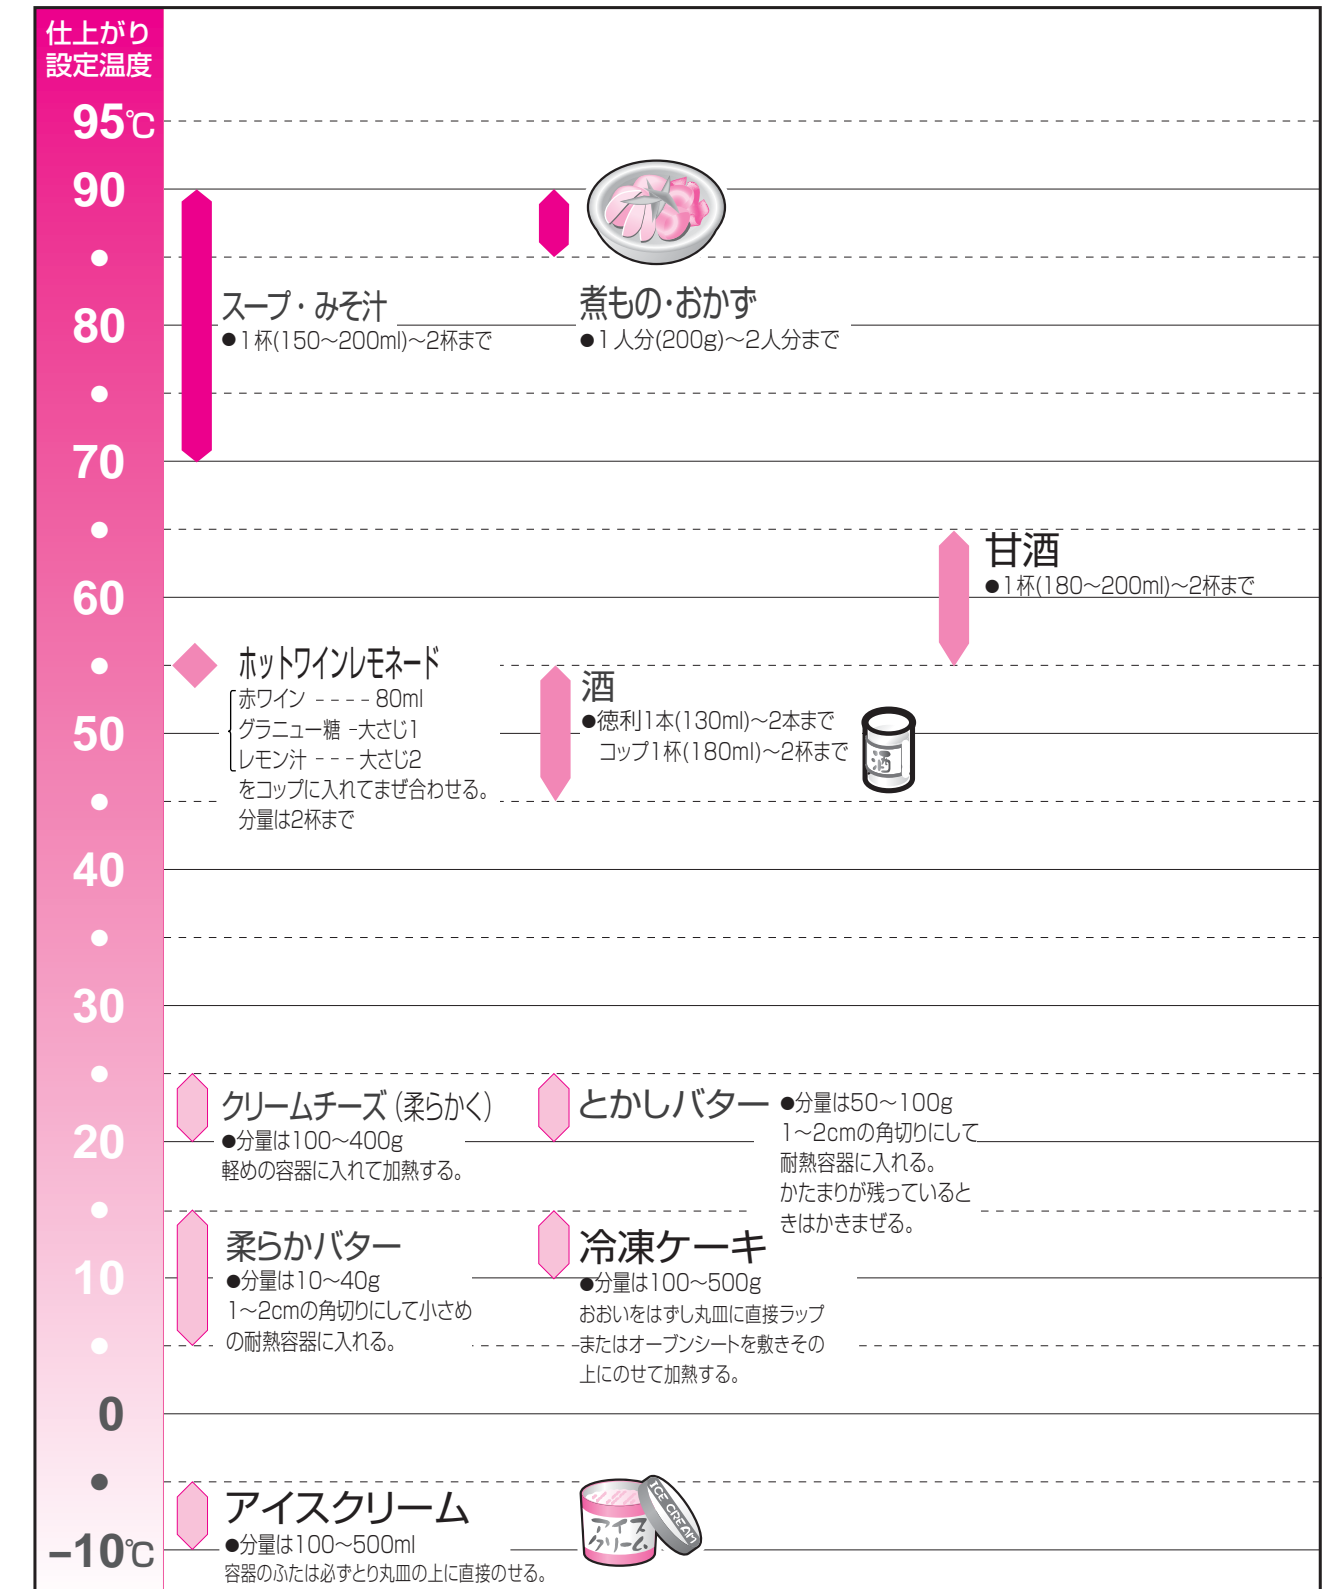 仕上がり
設定温度
95℃
90
80
70
60
50
40
30
20
10
0
−10℃
スープ・みそ汁
●1杯(150〜200ml)〜2杯まで
煮もの・おかず
●1人分(200g)〜2人分まで
甘酒
●1杯(180〜200ml)〜2杯まで
ホットワインレモネード
赤ワイン ---- 80ml
グラニュー糖 -大さじ1
レモン汁 --- 大さじ2
をコップに入れてまぜ合わせる。
分量は2杯まで
酒
●徳利1本(130ml)〜2本まで
コップ1杯(180ml)〜2杯まで
酒
クリームチーズ(柔らかく)
●分量は100〜400g
軽めの容器に入れて加熱する。
とかしバター
●分量は50〜100g
1〜2cmの角切りにして
耐熱容器に入れる。
かたまりが残っていると
きはかきまぜる。
柔らかバター
●分量は10〜40g
1〜2cmの角切りにして小さめ
の耐熱容器に入れる。
冷凍ケーキ
●分量は100〜500g
おおいをはずし丸皿に直接ラップ
またはオーブンシートを敷きその
上にのせて加熱する。
アイスクリーム
●分量は100〜500ml
容器のふたは必ずとり丸皿の上に直接のせる。
ICE CREAM
アイス
クリーム